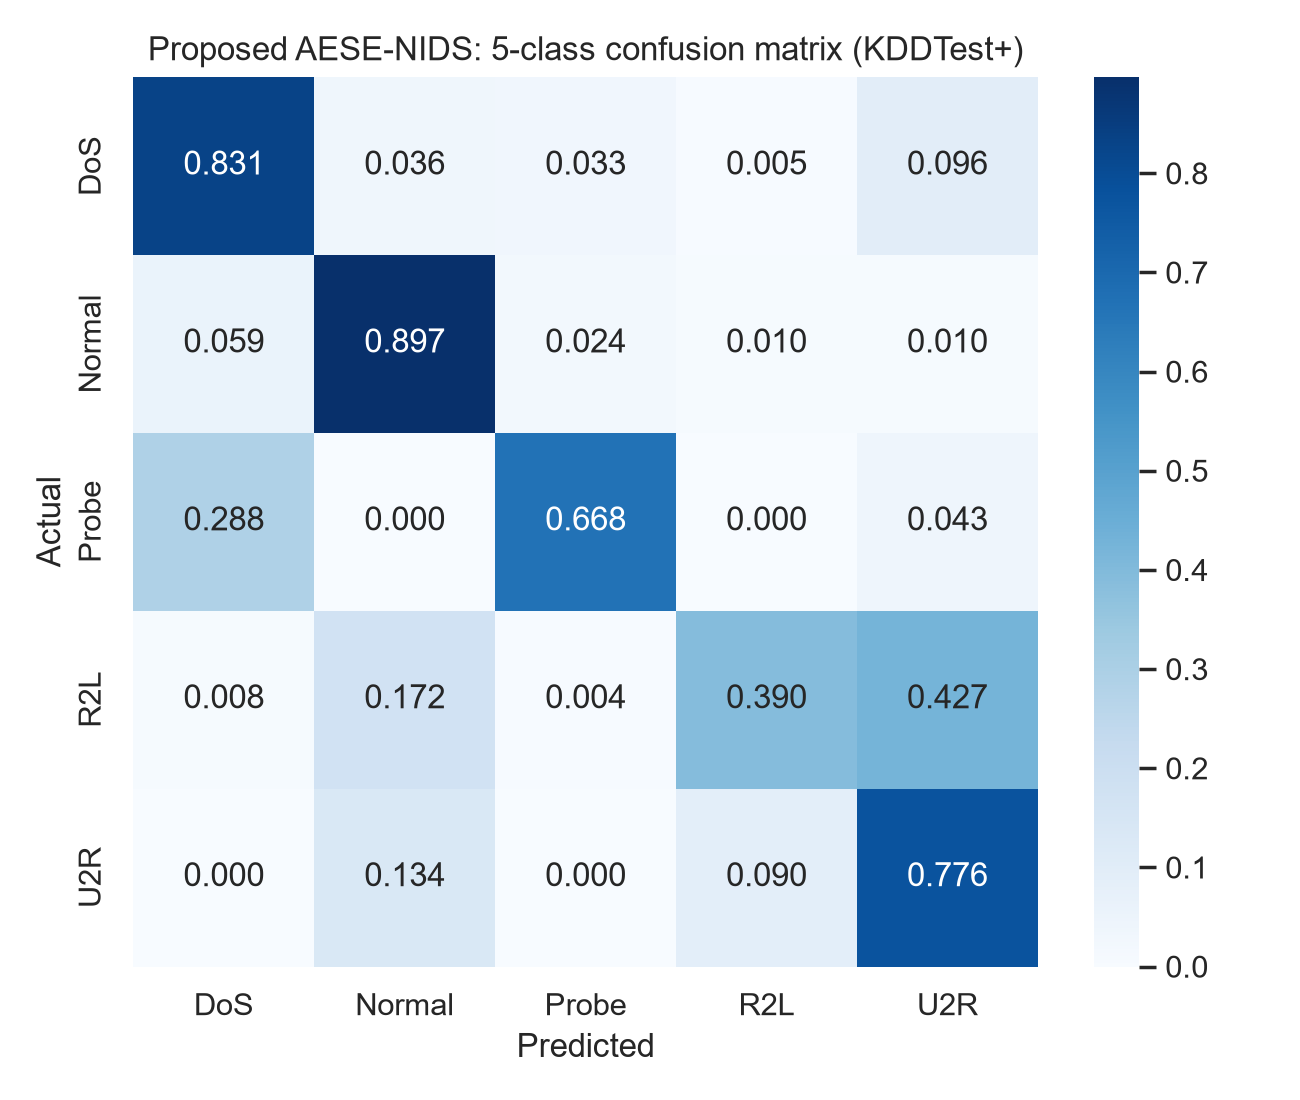 Proposed AESE-NIDS: 5-class confusion matrix (KDDTest+)
DoS
0.831 0.036 0.033 0.005 0.096
Normal
0.059 0.897 0.024 0.010 0.010
Actual
Probe
0.288 0.000 0.668 0.000 0.043
R2L
0.008 0.172 0.004 0.390 0.427
U2R
0.000 0.134 0.000 0.090 0.776
DoS Normal Probe R2L U2R
Predicted
0.8
0.7
0.6
0.5
0.4
0.3
0.2
0.1
0.0